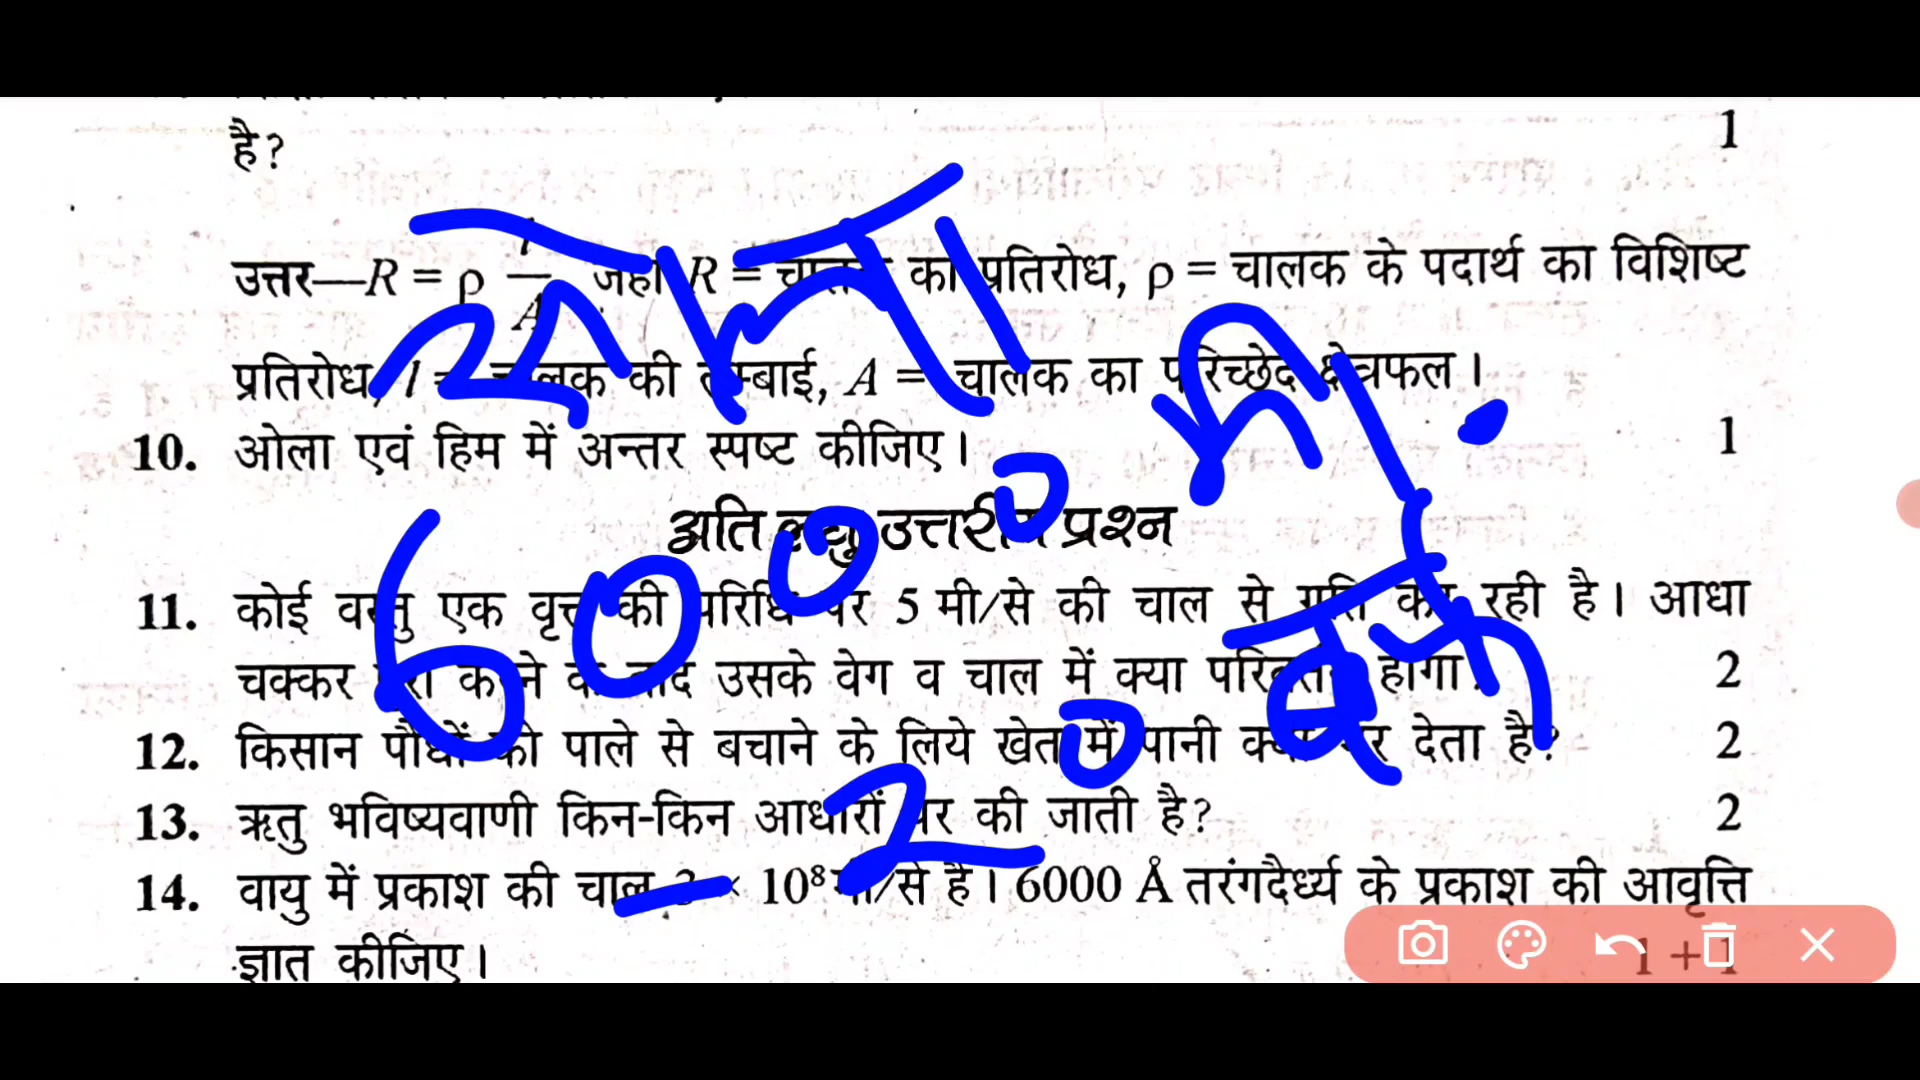 है? 1
उत्तर—R = ρ l/A जहाँ R = चालक का प्रतिरोध, ρ = चालक के पदार्थ का विशिष्ट
प्रतिरोध, l = चालक की लम्बाई, A = चालक का परिच्छेद क्षेत्रफल।
10. ओला एवं हिम में अन्तर स्पष्ट कीजिए। 1
अति लघु उत्तरीय प्रश्न
11. कोई वस्तु एक वृत्त की परिधि पर 5 मी/से की चाल से गति कर रही है। आधा
चक्कर पूरा करने के बाद उसके वेग व चाल में क्या परिवर्तन होगा? 2
12. किसान पौधों को पाले से बचाने के लिये खेत में पानी क्यों भर देता है? 2
13. ऋतु भविष्यवाणी किन-किन आधारों पर की जाती है? 2
14. वायु में प्रकाश की चाल 3 × 10⁸ मी/से है। 6000 Å तरंगदैर्ध्य के प्रकाश की आवृत्ति
ज्ञात कीजिए। 1 + 1
6000
20